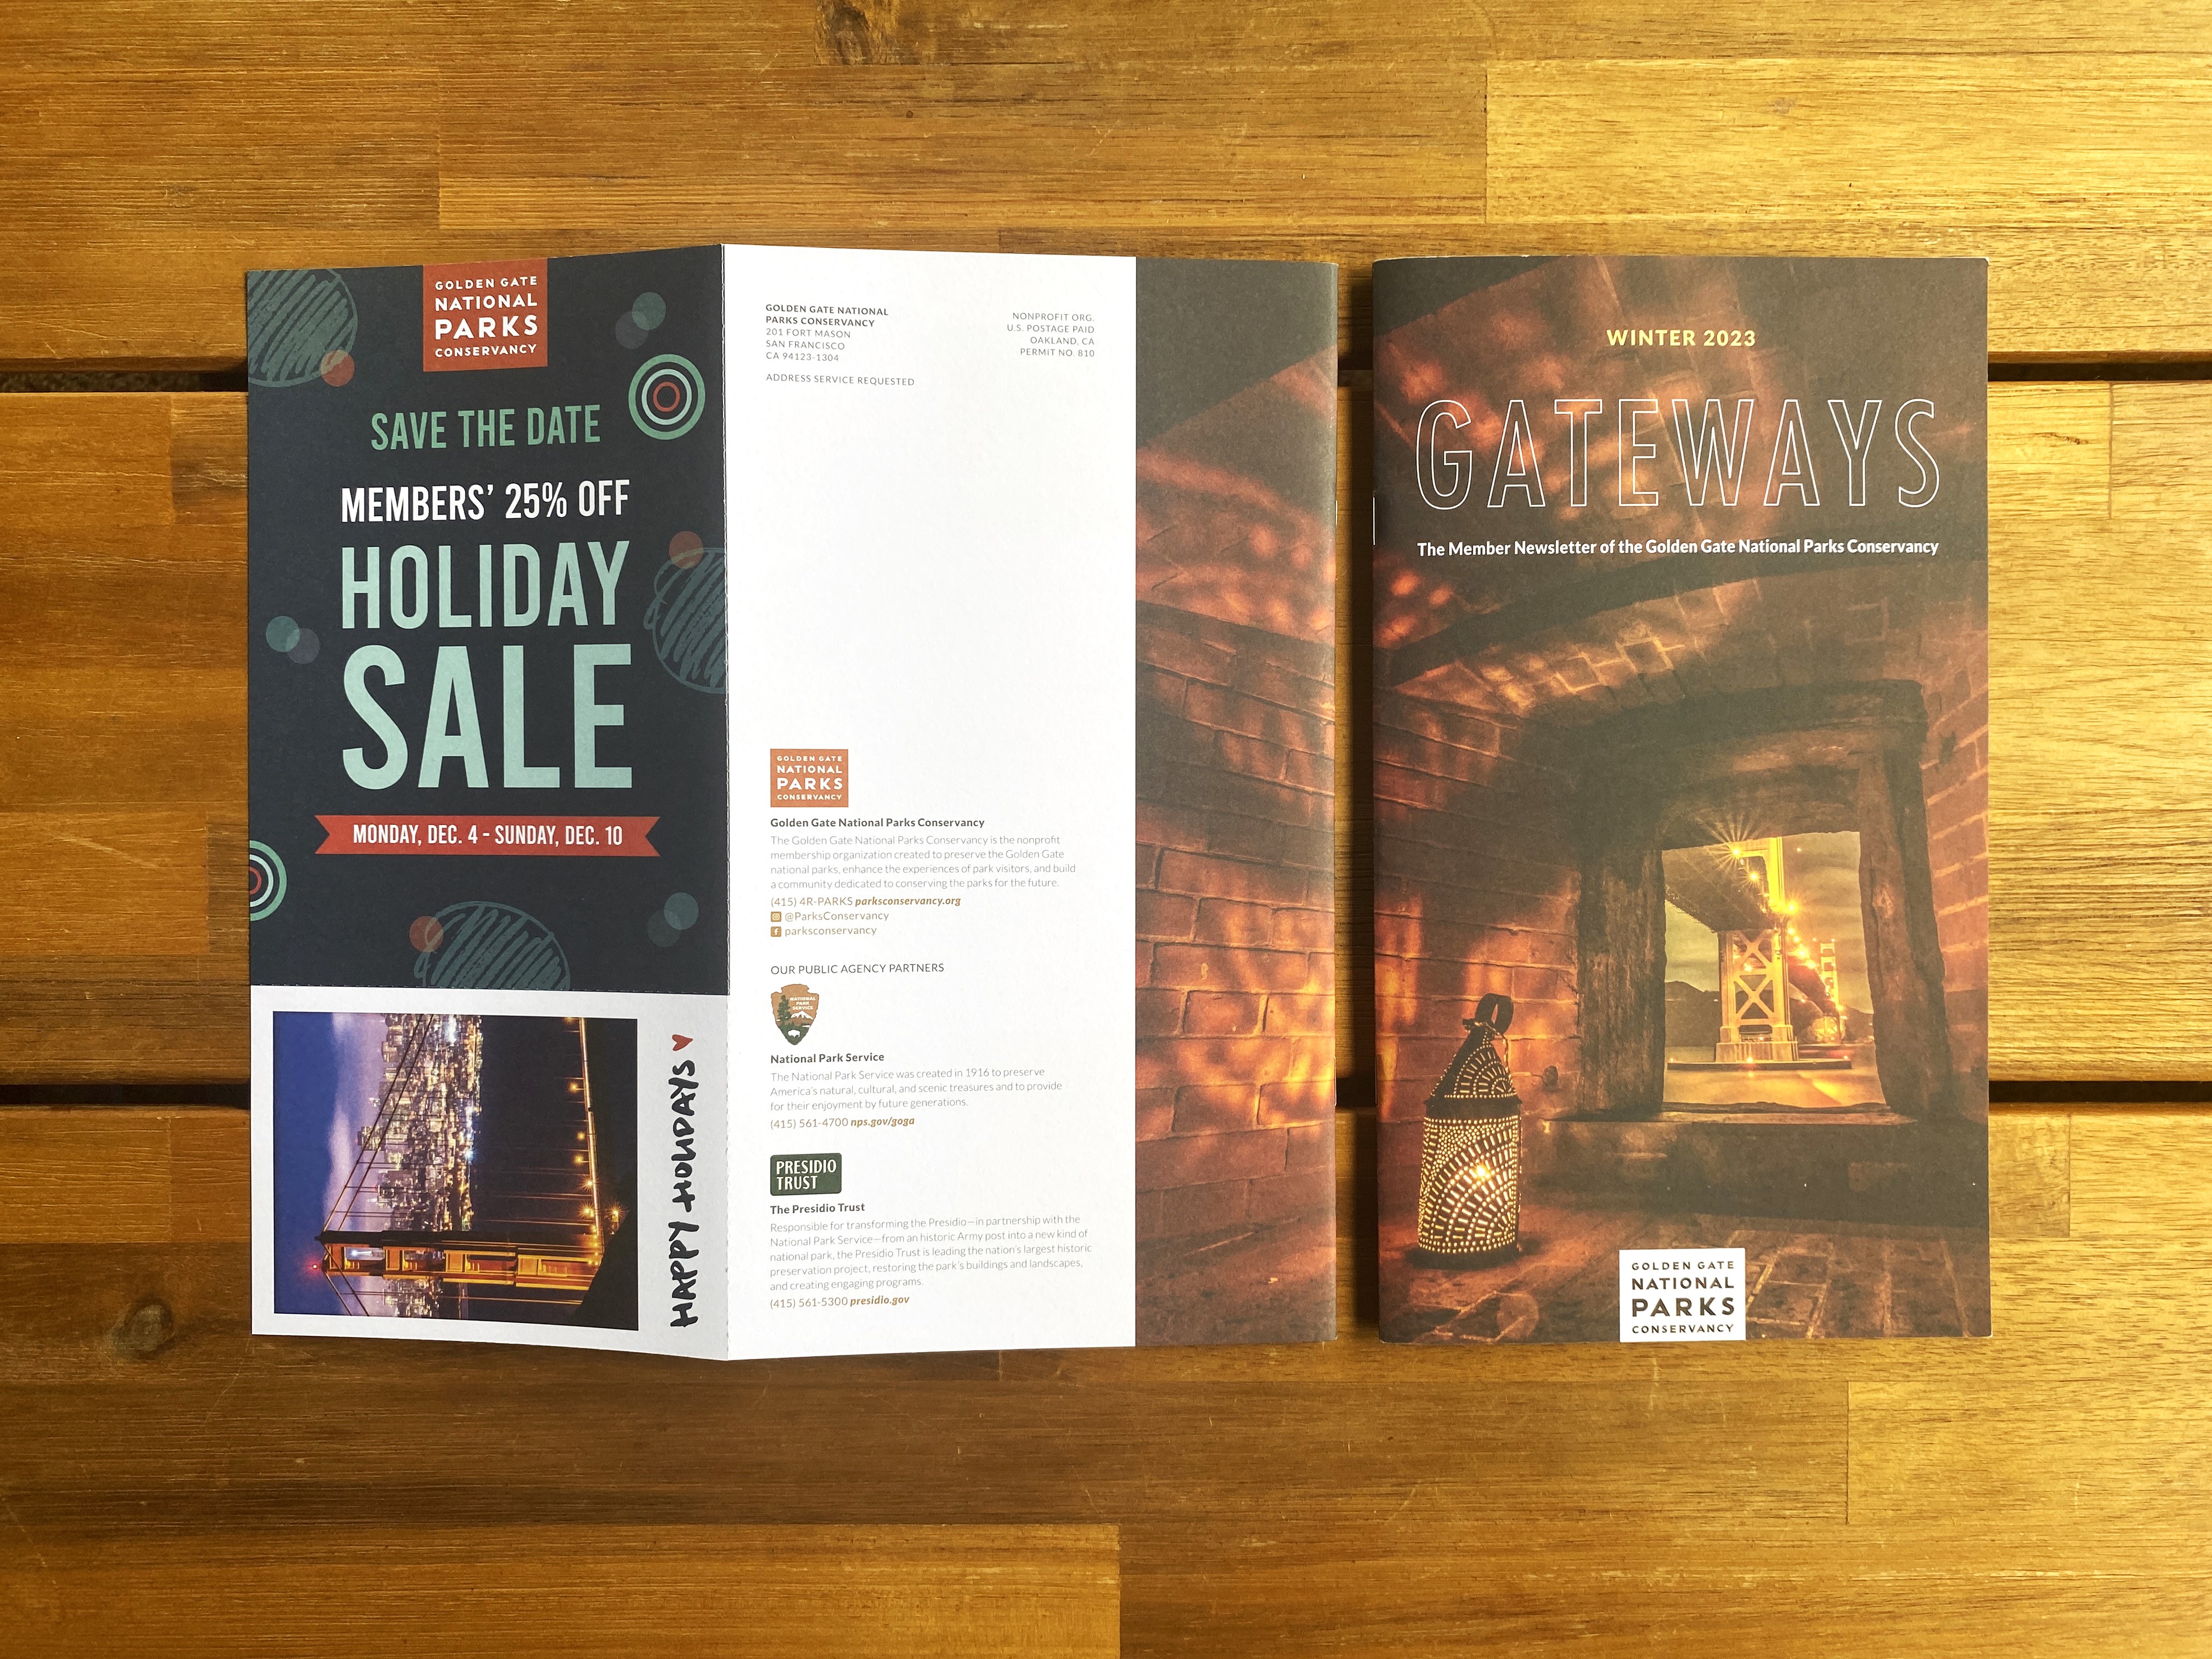 GOLDEN GATE
NATIONAL
PARKS
CONSERVANCY
SAVE THE DATE
MEMBERS' 25% OFF
HOLIDAY
SALE
MONDAY, DEC. 4 - SUNDAY, DEC. 10
HAPPY HOLIDAYS
GOLDEN GATE NATIONAL
PARKS CONSERVANCY
201 FORT MASON
SAN FRANCISCO
CA 94123-1304
ADDRESS SERVICE REQUESTED
NONPROFIT ORG.
U.S. POSTAGE PAID
OAKLAND, CA
PERMIT NO. 810
GOLDEN GATE
NATIONAL
PARKS
CONSERVANCY
Golden Gate National Parks Conservancy
The Golden Gate National Parks Conservancy is the nonprofit
membership organization created to preserve the Golden Gate
national parks, enhance the experiences of park visitors, and build
a community dedicated to conserving the parks for the future.
(415) 4R-PARKS parksconservancy.org
@ParksConservancy
parksconservancy
OUR PUBLIC AGENCY PARTNERS
NATIONAL
PARK
SERVICE
National Park Service
The National Park Service was created in 1916 to preserve
America's natural, cultural, and scenic treasures and to provide
for their enjoyment by future generations.
(415) 561-4700 nps.gov/goga
PRESIDIO
TRUST
The Presidio Trust
Responsible for transforming the Presidio—in partnership with the
National Park Service—from an historic Army post into a new kind of
national park, the Presidio Trust is leading the nation's largest historic
preservation project, restoring the park's buildings and landscapes,
and creating engaging programs.
(415) 561-5300 presidio.gov
WINTER 2023
GATEWAYS
The Member Newsletter of the Golden Gate National Parks Conservancy
GOLDEN GATE
NATIONAL
PARKS
CONSERVANCY